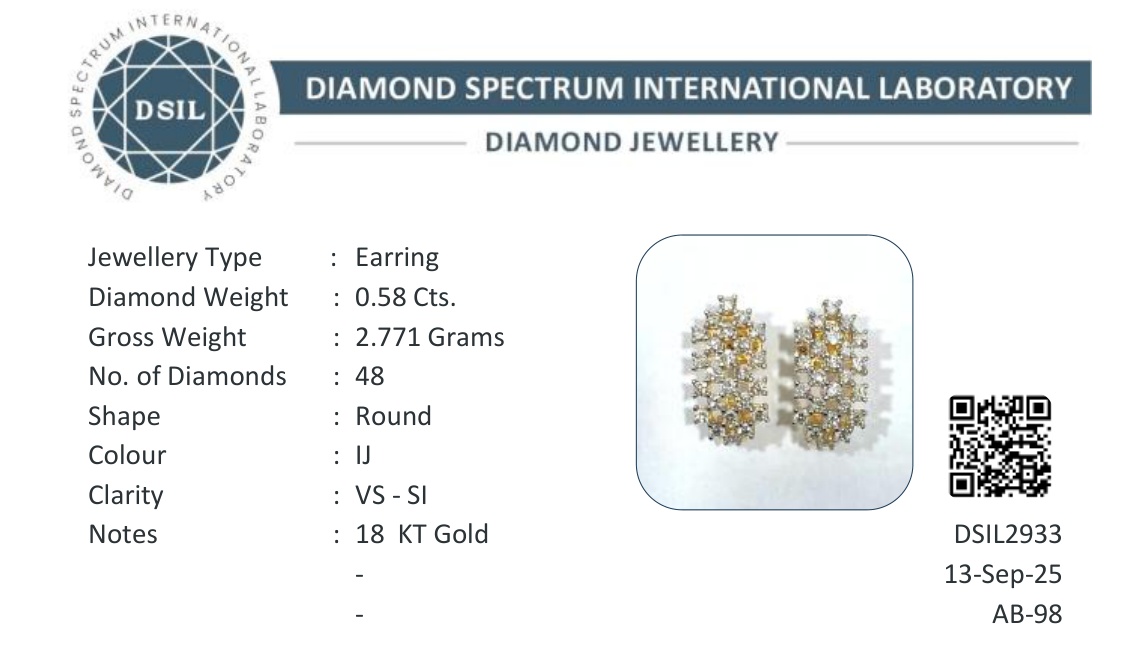 DIAMOND SPECTRUM INTERNATIONAL LABORATORY
DSIL
DIAMOND SPECTRUM INTERNATIONAL LABORATORY
DIAMOND JEWELLERY
Jewellery Type : Earring
Diamond Weight : 0.58 Cts.
Gross Weight : 2.771 Grams
No. of Diamonds : 48
Shape : Round
Colour : IJ
Clarity : VS - SI
Notes : 18 KT Gold
-
-
DSIL2933
13-Sep-25
AB-98